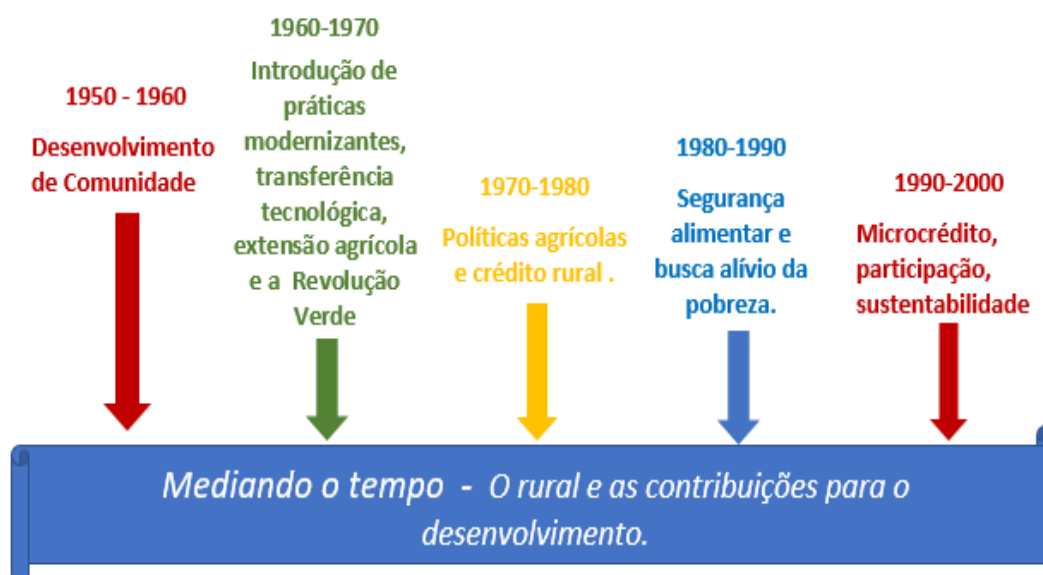 1950 - 1960
Desenvolvimento
de Comunidade
1960-1970
Introdução de
práticas
modernizantes,
transferência
tecnológica,
extensão agrícola
e a Revolução
Verde
1970-1980
Políticas agrícolas
e crédito rural .
1980-1990
Segurança
alimentar e
busca alívio da
pobreza.
1990-2000
Microcrédito,
participação,
sustentabilidade
Mediando o tempo - O rural e as contribuições para o
desenvolvimento.